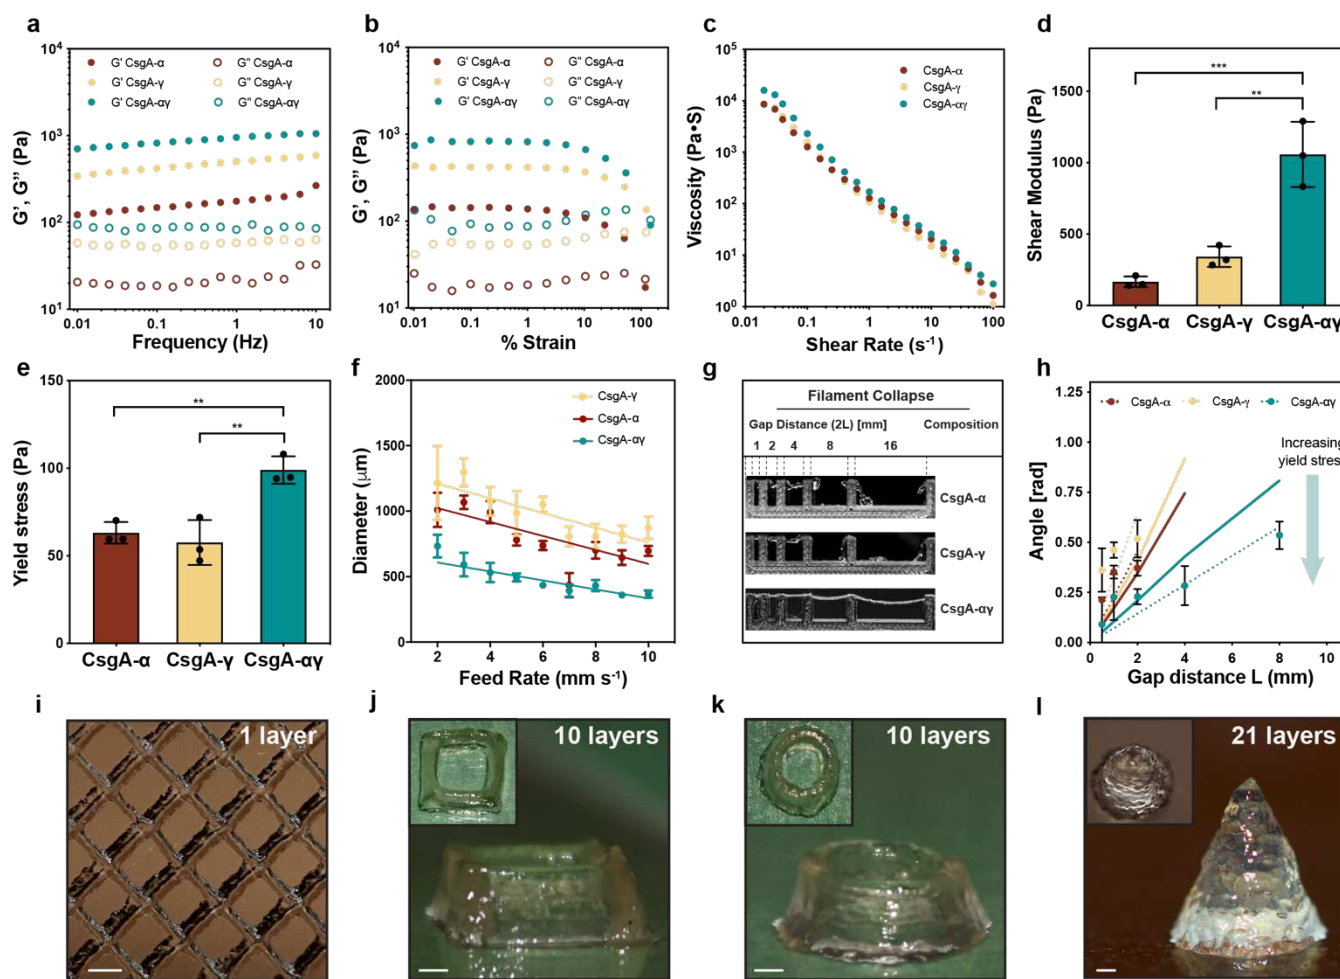 a
10⁴
10³
10²
10¹
G', G" (Pa)
G' CsgA-α
G" CsgA-α
G' CsgA-γ
G" CsgA-γ
G' CsgA-αγ
G" CsgA-αγ
0.01
0.1
1
10
Frequency (Hz)
b
10⁴
10³
10²
10¹
G', G" (Pa)
G' CsgA-α
G" CsgA-α
G' CsgA-γ
G" CsgA-γ
G' CsgA-αγ
G" CsgA-αγ
0.01
0.1
1
10
100
% Strain
c
10⁵
10⁴
10³
10²
10¹
10⁰
Viscosity (Pa•S)
CsgA-α
CsgA-γ
CsgA-αγ
0.01
0.1
1
10
100
Shear Rate (s⁻¹)
d
1500
1000
500
0
Shear Modulus (Pa)
***
**
CsgA-α
CsgA-γ
CsgA-αγ
e
150
100
50
0
Yield stress (Pa)
**
**
CsgA-α
CsgA-γ
CsgA-αγ
f
2000
1500
1000
500
0
Diameter (μm)
CsgA-γ
CsgA-α
CsgA-αγ
2
4
6
8
10
Feed Rate (mm s⁻¹)
g
Filament Collapse
Gap Distance (2L) [mm]
Composition
1 2 4 8 16
CsgA-α
CsgA-γ
CsgA-αγ
h
1.25
1.00
0.75
0.50
0.25
0.00
Angle [rad]
CsgA-α
CsgA-γ
CsgA-αγ
Increasing
yield stress
0
2
4
6
8
10
Gap distance L (mm)
i
1 layer
j
10 layers
k
10 layers
l
21 layers